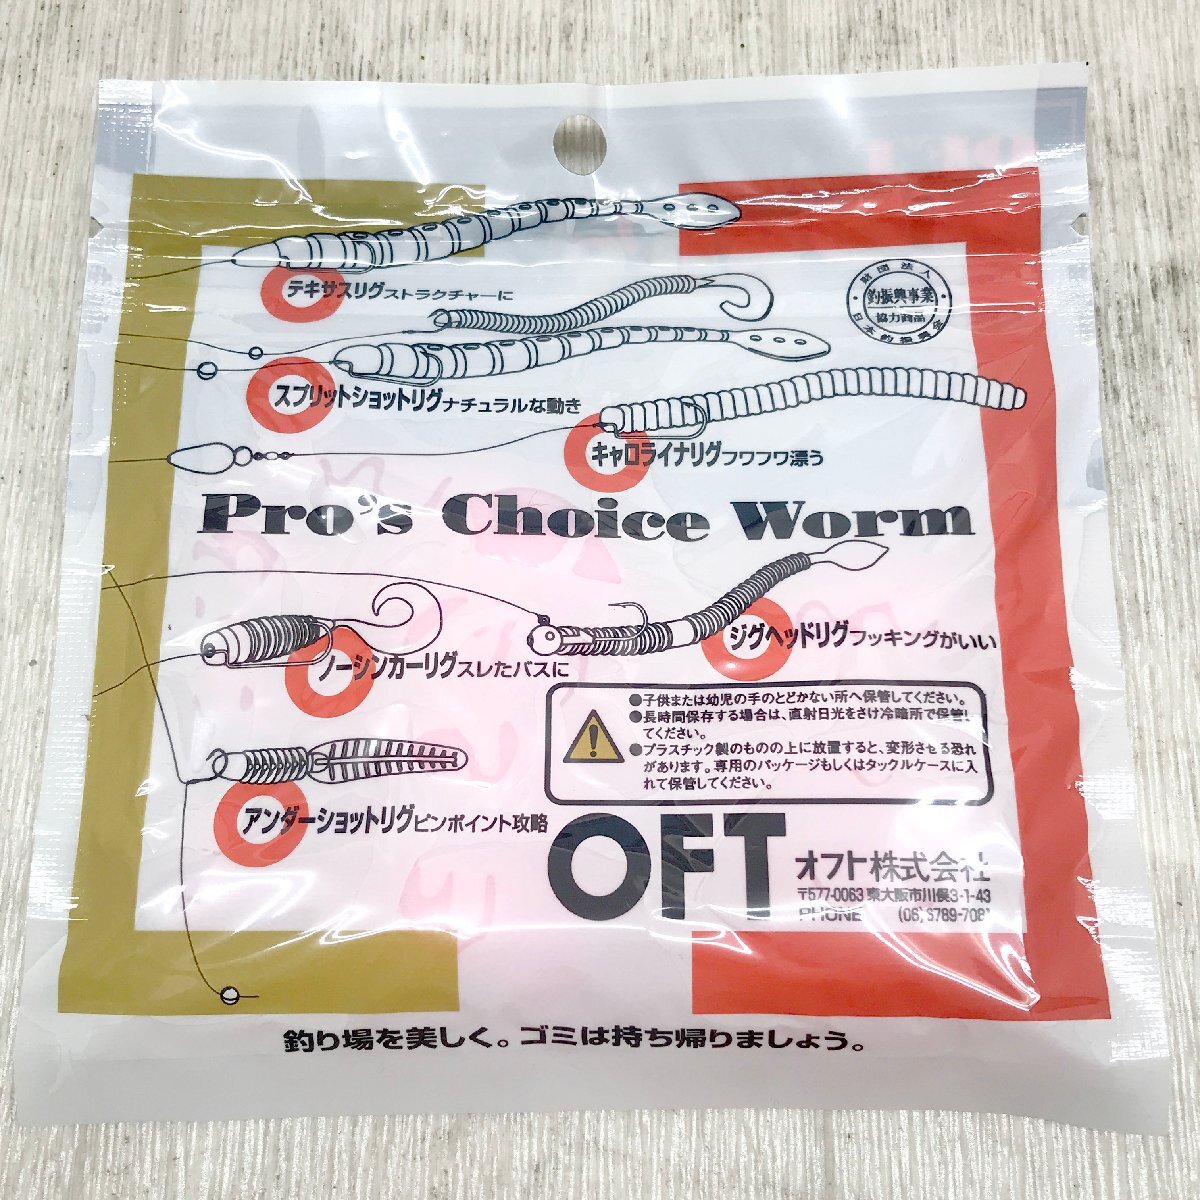 テキサスリグストラクチャーに
財団法人
釣振興事業
協力商品
日本釣振興会
スプリットショットリグナチュラルな動き
キャロライナリグフワフワ漂う
Pro's Choice Worm
ジグヘッドリグフッキングがいい
ノーシンカーリグスレたバスに
●子供または幼児の手のとどかない所へ保管してください。
●長時間保存する場合は、直射日光をさけ冷暗所で保管し
てください。
●プラスチック製のものの上に放置すると、変形させる恐れ
があります。専用のパッケージもしくはタックルケースに入
れて保管してください。
アンダーショットリグピンポイント攻略
OFT オフト株式会社
〒577-0063 東大阪市川俣3-1-43
PHONE (06)
釣り場を美しく。ゴミは持ち帰りましょう。